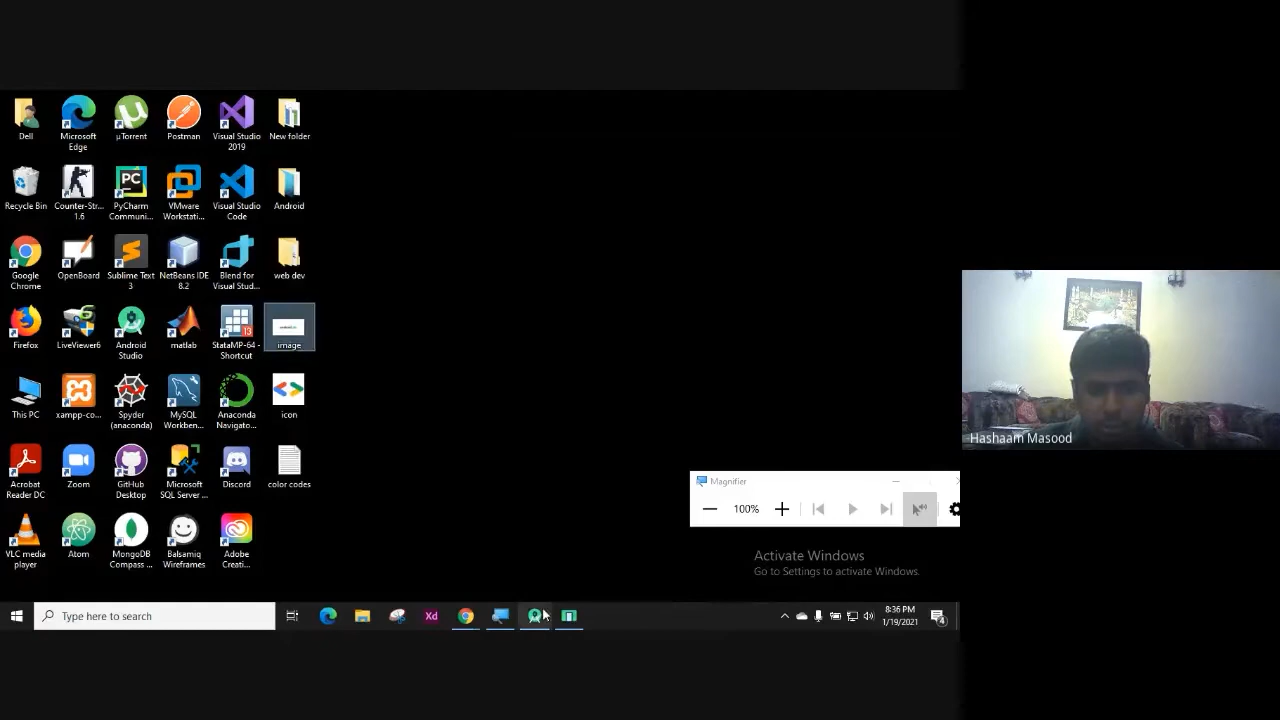 Dell
Microsoft
Edge
µTorrent
Postman
Visual Studio
2019
New folder
Recycle Bin
Counter-Str...
1.6
PyCharm
Communi...
VMware
Workstati...
Visual Studio
Code
Android
Google
Chrome
OpenBoard
Sublime Text
3
NetBeans IDE
8.2
Blend for
Visual Stud...
web dev
Firefox
LiveViewer6
Android
Studio
matlab
StataMP-64 -
Shortcut
image
This PC
xampp-co...
Spyder
(anaconda)
MySQL
Workben...
Anaconda
Navigato...
icon
Acrobat
Reader DC
Zoom
GitHub
Desktop
Microsoft
SQL Server ...
Discord
color codes
VLC media
player
Atom
MongoDB
Compass ...
Balsamiq
Wireframes
Adobe
Creati...
PC
13
Magnifier
100%
Activate Windows
Go to Settings to activate Windows.
Hashaam Masood
Type here to search
Xd
8:36 PM
1/19/2021
4